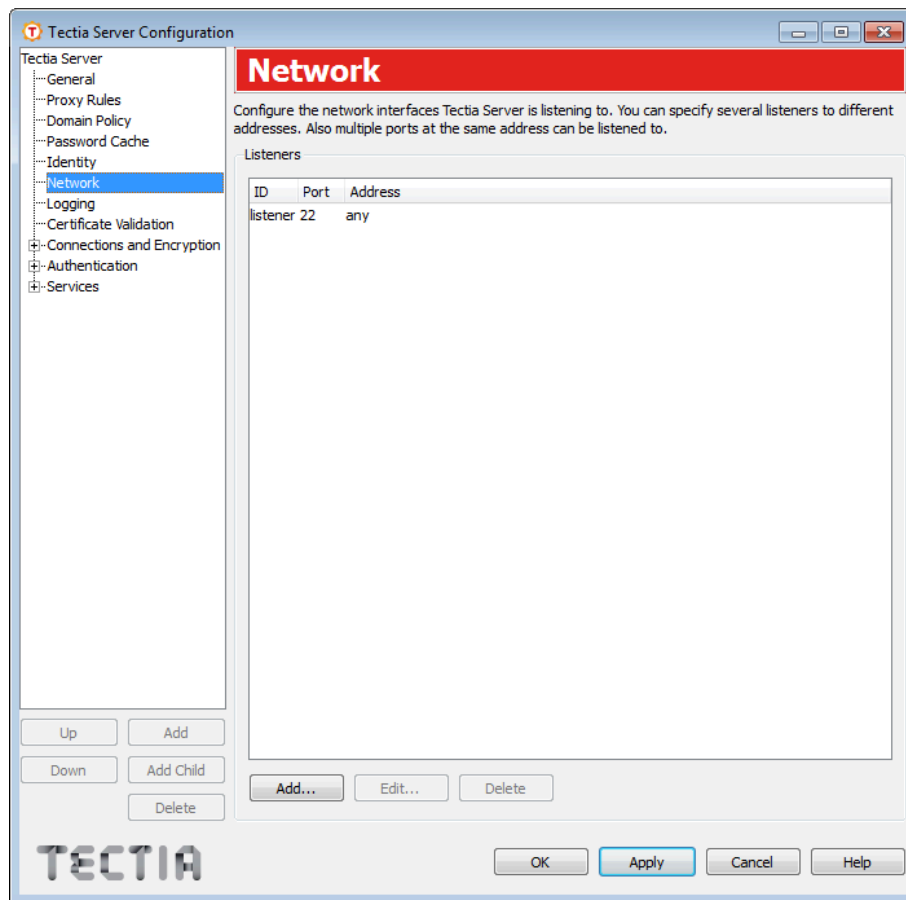 Tectia Server Configuration
Tectia Server
General
Proxy Rules
Domain Policy
Password Cache
Identity
Network
Logging
Certificate Validation
Connections and Encryption
Authentication
Services
Up
Add
Down
Add Child
Delete
Network
Configure the network interfaces Tectia Server is listening to. You can specify several listeners to different
addresses. Also multiple ports at the same address can be listened to.
Listeners
ID Port Address
listener 22 any
Add... Edit... Delete
TECTIA
OK Apply Cancel Help